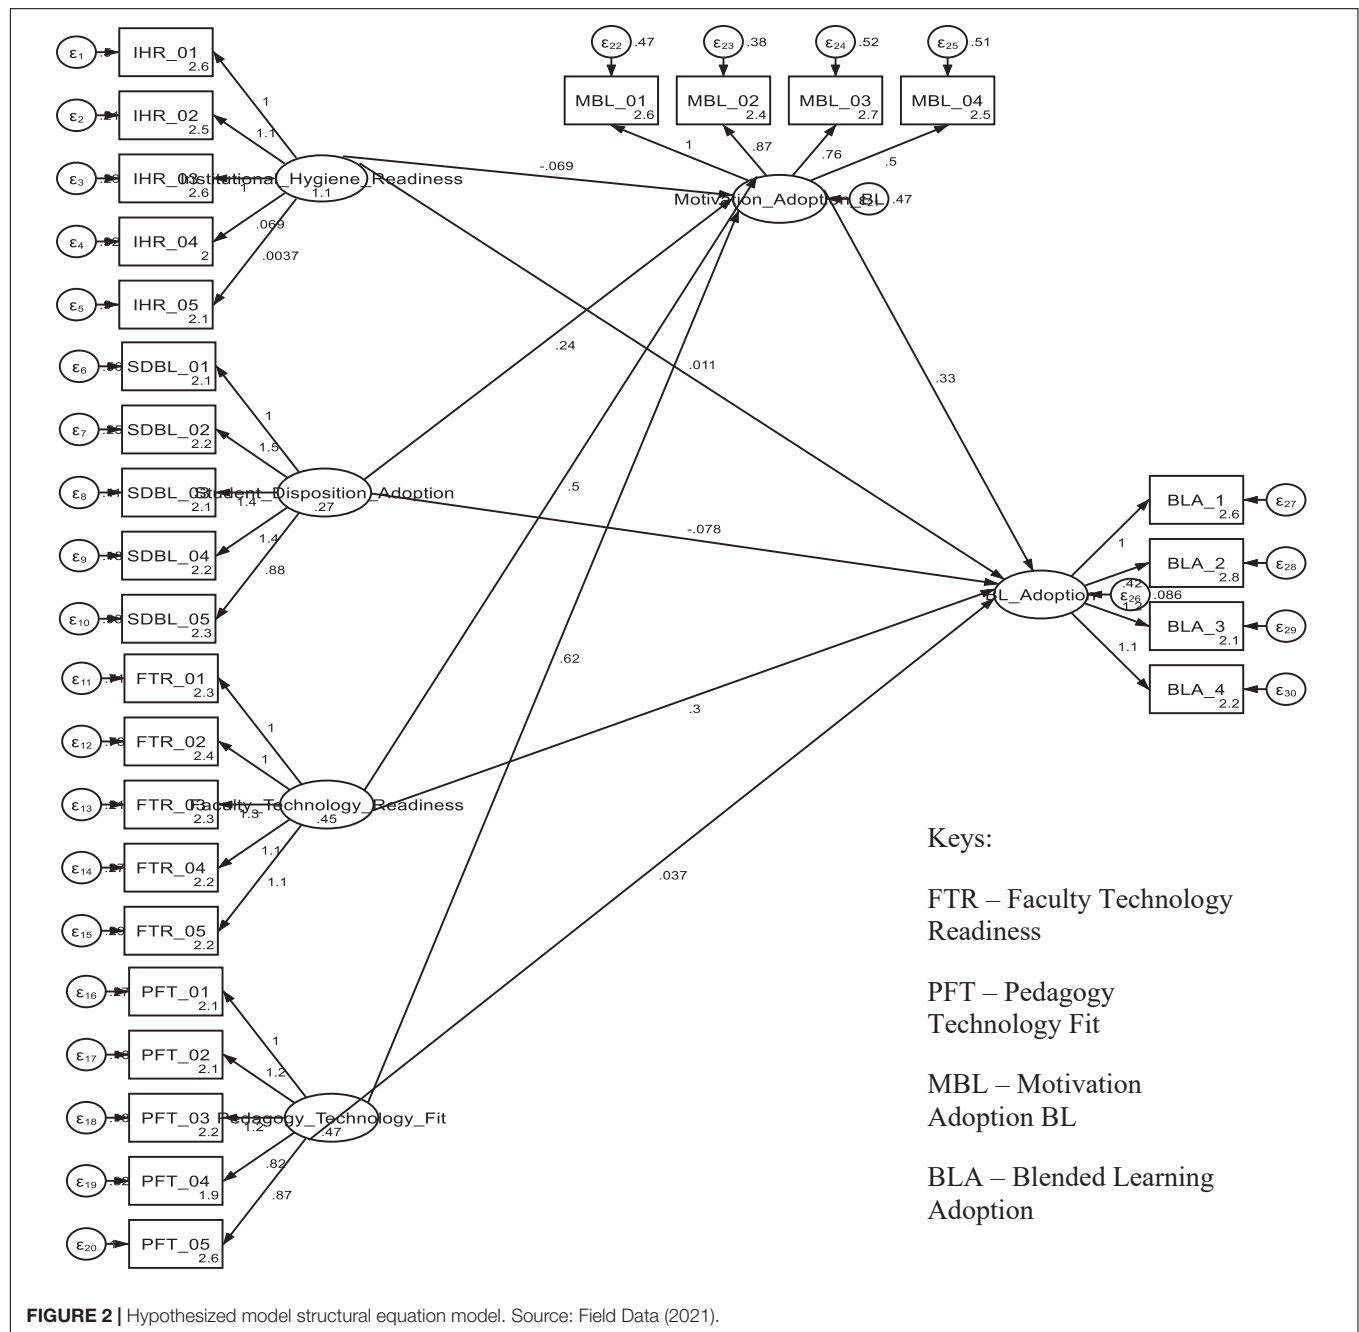 ε1
IHR_01
2.6
ε2
IHR_02
2.5
ε3
IHR_03
2.6
ε4
IHR_04
2
ε5
IHR_05
2.1
1
1.1
1
.069
.0037
Institutional_Hygiene_Readiness
1.1
ε6
SDBL_01
2.1
ε7
SDBL_02
2.2
ε8
SDBL_03
2.1
ε9
SDBL_04
2.2
ε10
SDBL_05
2.3
1
1.5
1.4
1.4
.88
Student_Disposition_Adoption
.27
ε11
FTR_01
2.3
ε12
FTR_02
2.4
ε13
FTR_03
2.3
ε14
FTR_04
2.2
ε15
FTR_05
2.2
1
1
1.3
1.1
1.1
Faculty_Technology_Readiness
.45
ε16
PFT_01
2.1
ε17
PFT_02
2.1
ε18
PFT_03
2.2
ε19
PFT_04
1.9
ε20
PFT_05
2.6
1
1.2
1.2
.82
.87
Pedagogy_Technology_Fit
.47
ε22 .47
ε23 .38
ε24 .52
ε25 .51
MBL_01
2.6
MBL_02
2.4
MBL_03
2.7
MBL_04
2.5
1
.87
.76
.5
Motivation_Adoption_BL
.47
-.069
.24
.011
.33
.5
-.078
.62
.3
.037
BL_Adoption
ε26 .086
1
.42
1.2
1.1
BLA_1
2.6
ε27
BLA_2
2.8
ε28
BLA_3
2.1
ε29
BLA_4
2.2
ε30
Keys:
FTR – Faculty Technology
Readiness
PFT – Pedagogy
Technology Fit
MBL – Motivation
Adoption BL
BLA – Blended Learning
Adoption
FIGURE 2 | Hypothesized model structural equation model. Source: Field Data (2021).